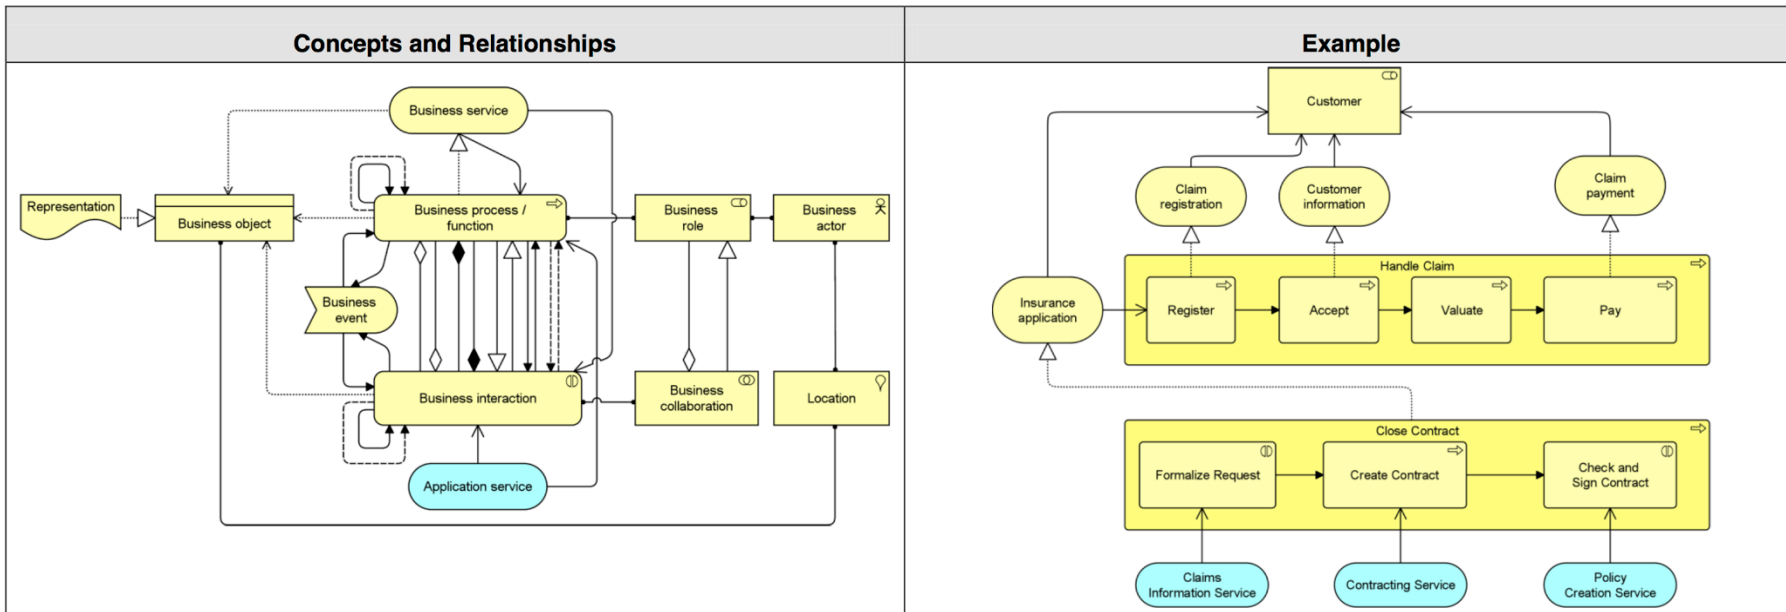 Concepts and Relationships
Business service
Representation
Business object
Business process /
function
Business
role
Business
actor
Business
event
Business interaction
Business
collaboration
Location
Application service
Example
Customer
Claim
registration
Customer
information
Claim
payment
Handle Claim
Insurance
application
Register
Accept
Valuate
Pay
Close Contract
Formalize Request
Create Contract
Check and
Sign Contract
Claims
Information Service
Contracting Service
Policy
Creation Service